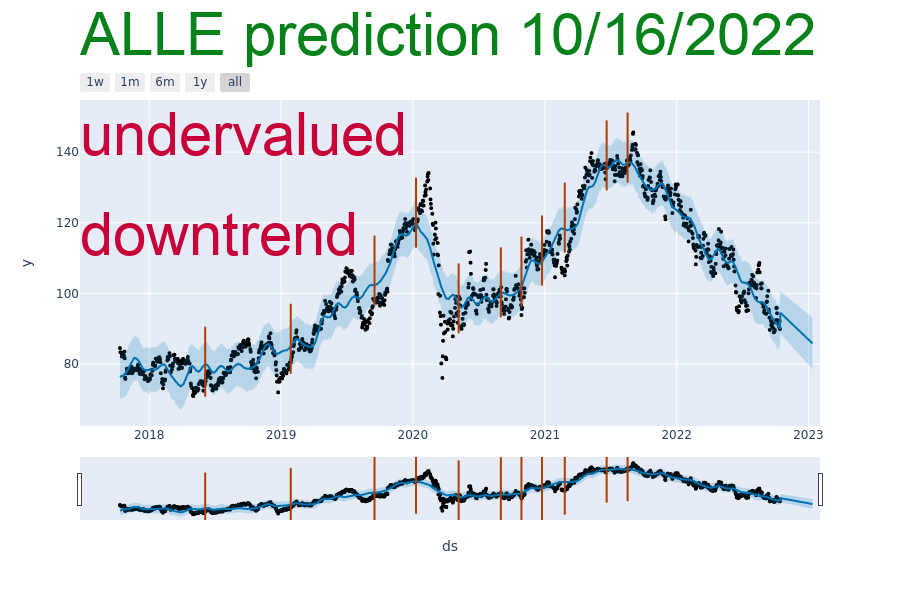 ALLE prediction 10/16/2022
1w 1m 6m 1y all
undervalued
140
downtrend
120
y
100
80
2018 2019 2020 2021 2022 2023
ds